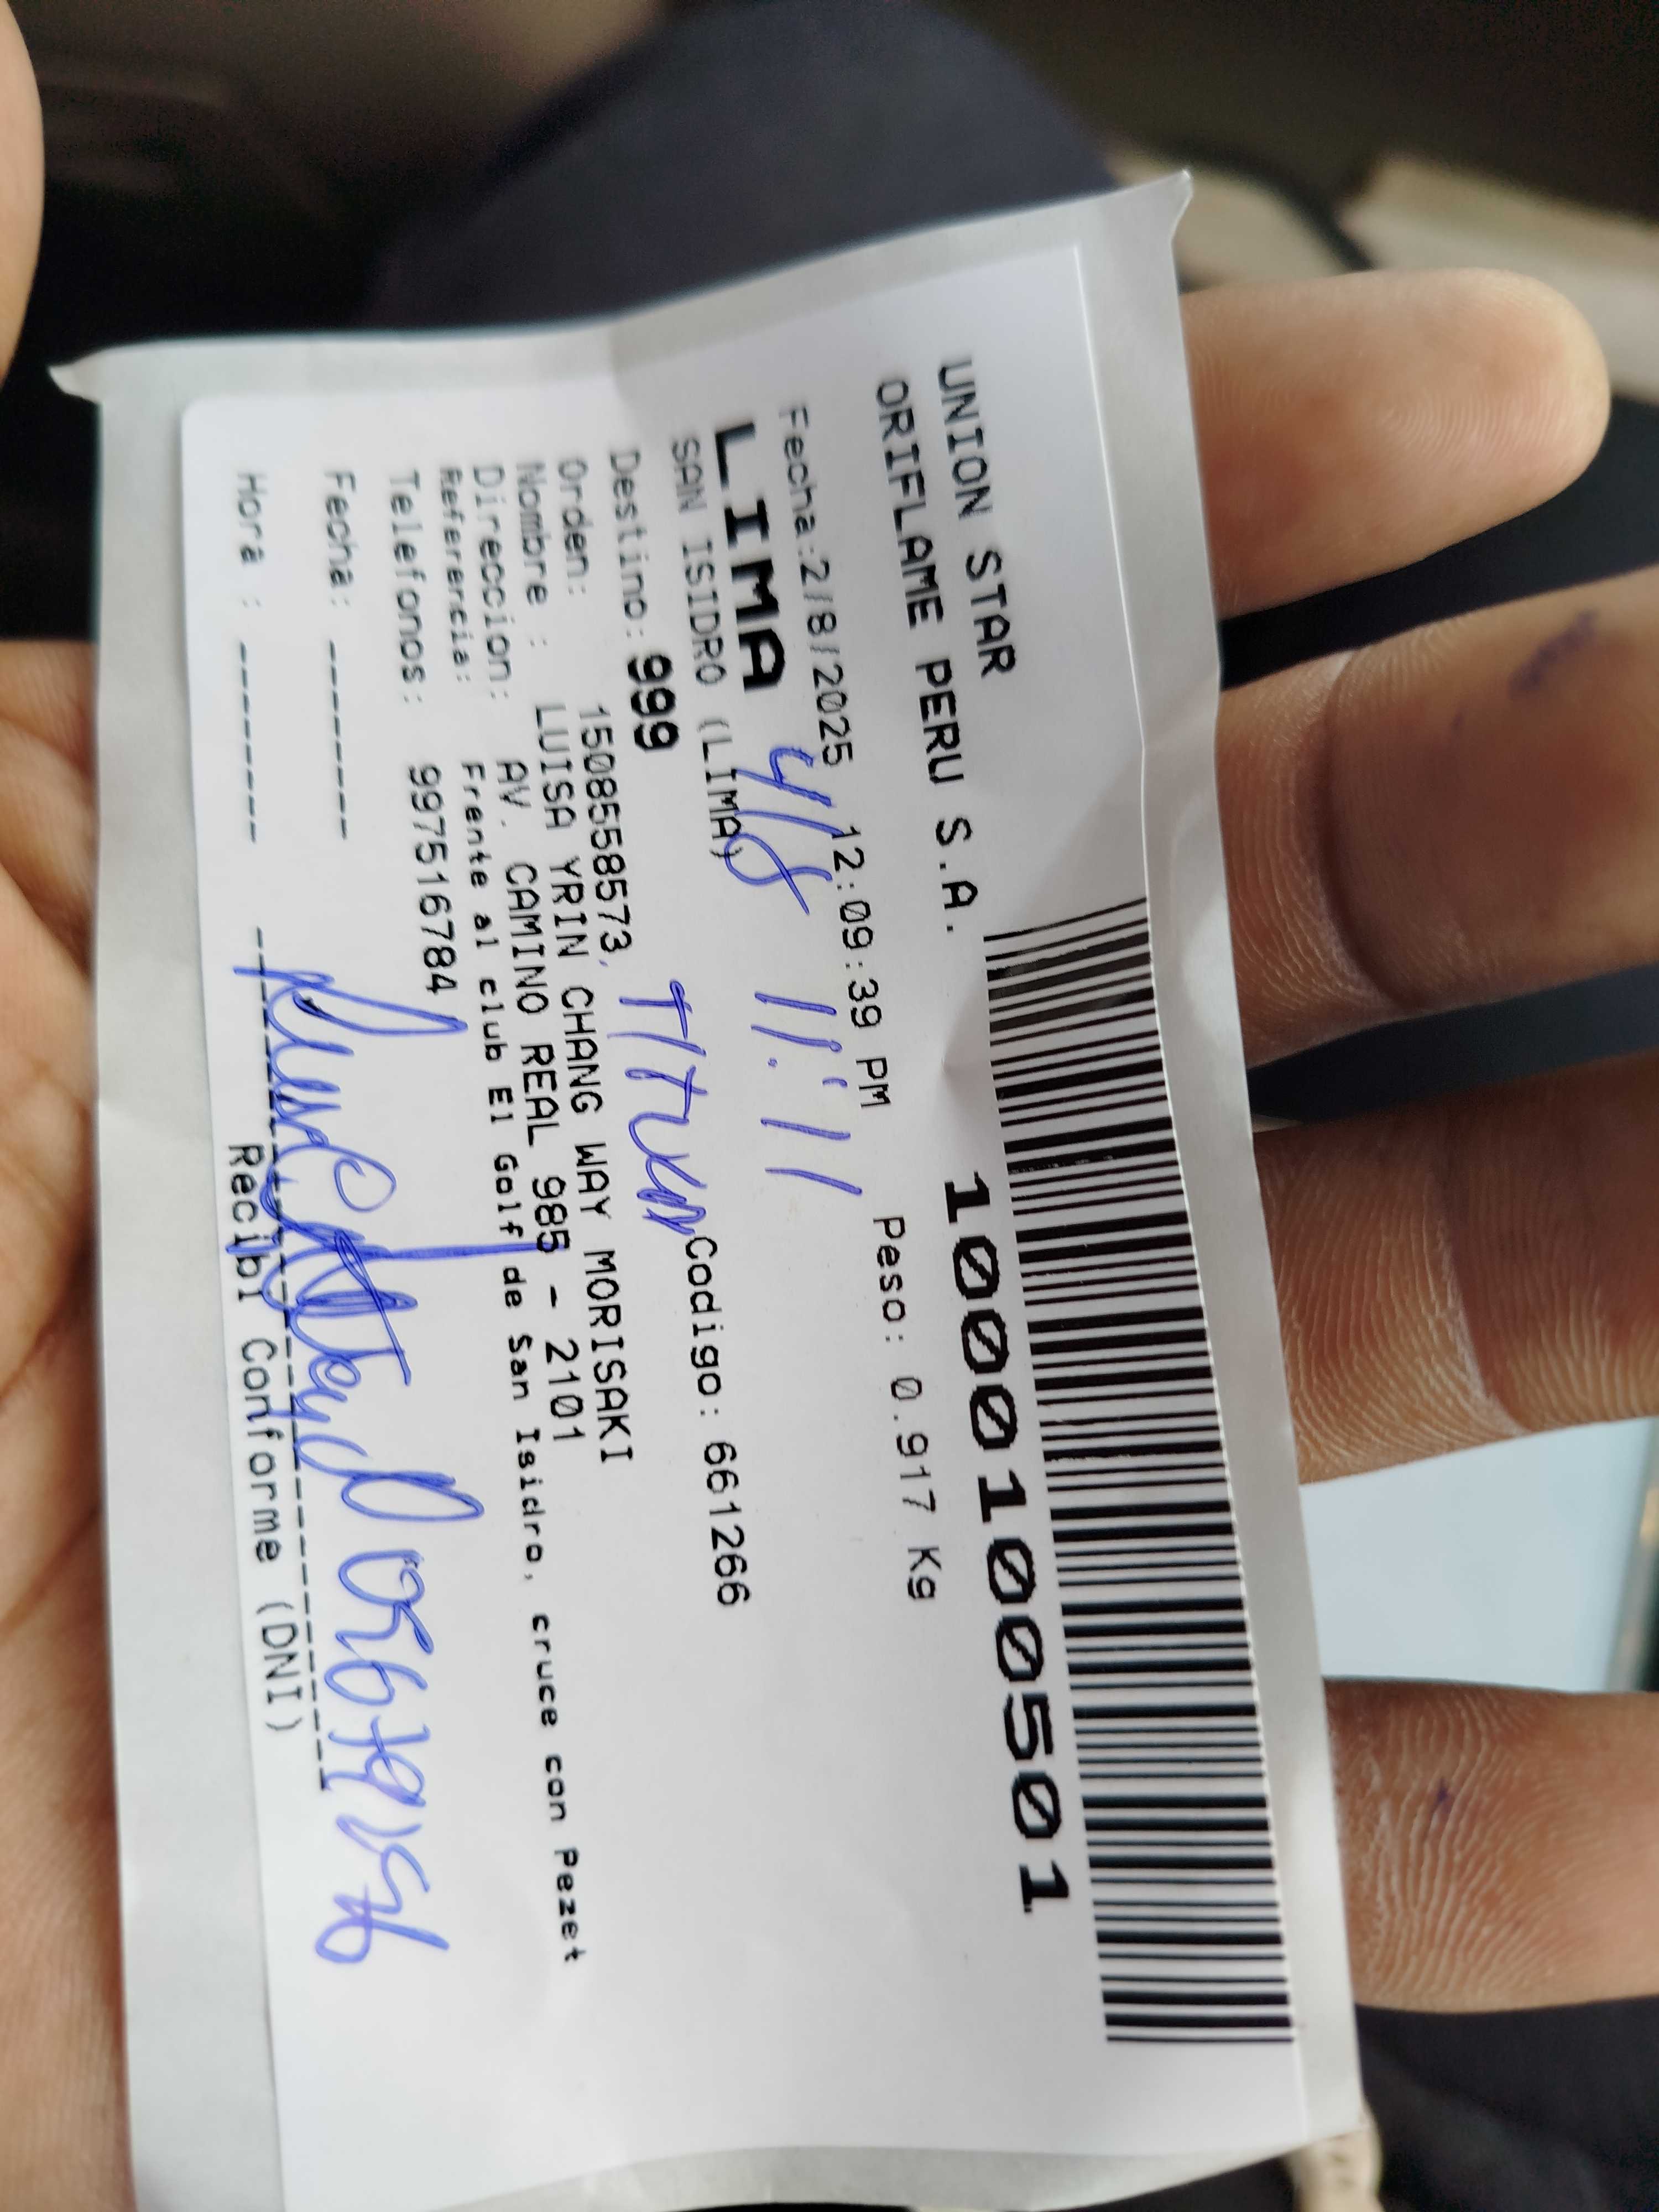 10001005501
UNION STAR
ORIFLAME PERU S.A.
Fecha:2/8/2025 12:09:39 PM Peso: 0.917 Kg
LIMA 4/8 11:11
SAN ISIDRO (LIMA)
Destino: 999 Titular Codigo: 661266
Orden: 1508558573,
Nombre : LUISA YRIN CHANG WAY MORISAKI
Direccion: AV. CAMINO REAL 985 - 2101
Referencia: Frente al club El Golf de San Isidro, cruce con Pezet
Telefonos: 997516784
Fecha: -------
Hora : --------
Recibi Conforme (DNI)